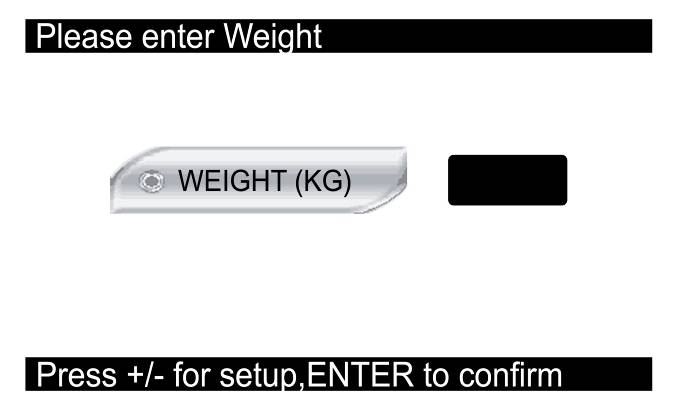 Please enter Weight
WEIGHT (KG)
Press +/- for setup,ENTER to confirm